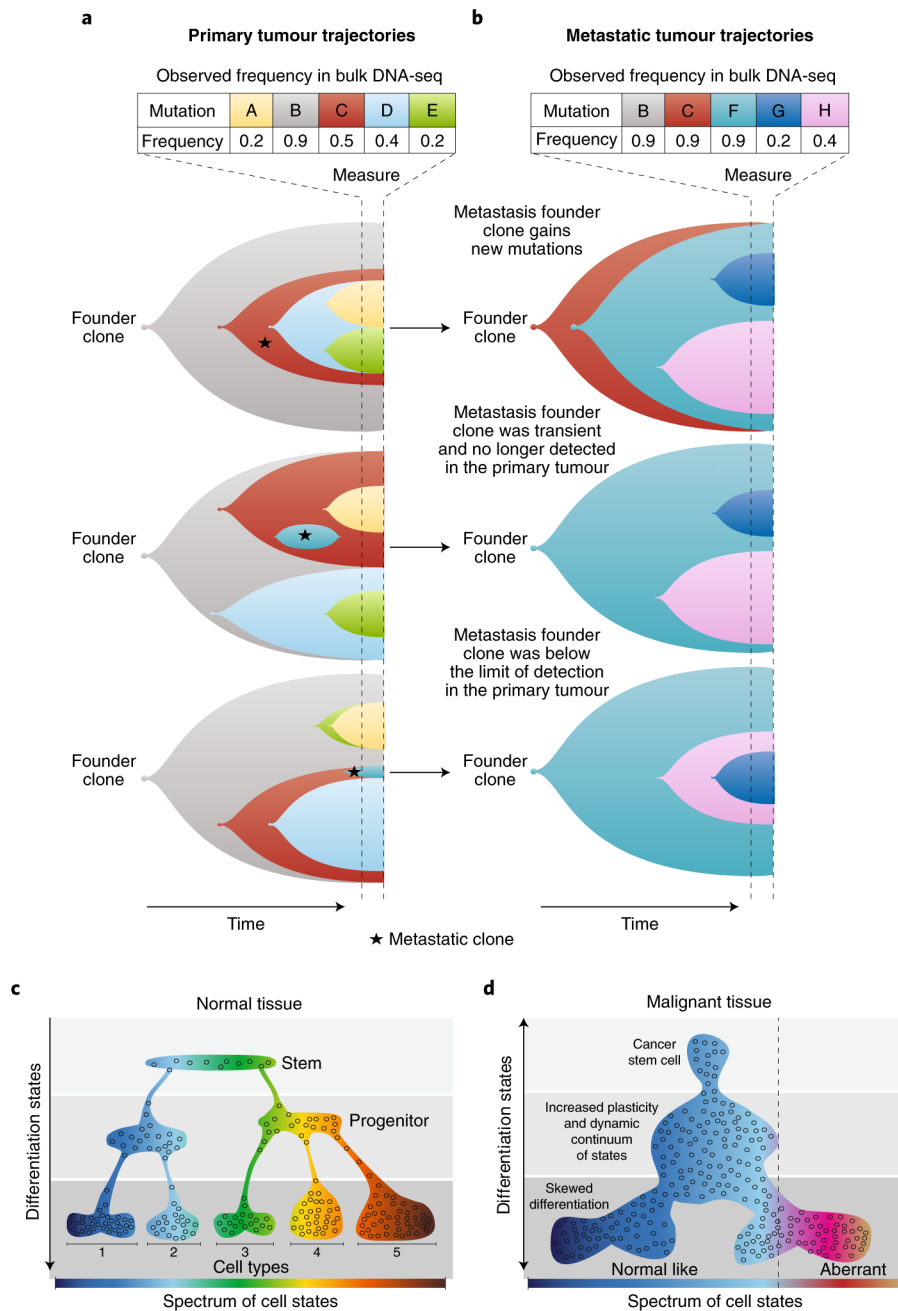 a
Primary tumour trajectories
Observed frequency in bulk DNA-seq
Mutation A B C D E
Frequency 0.2 0.9 0.5 0.4 0.2
Measure
b
Metastatic tumour trajectories
Observed frequency in bulk DNA-seq
Mutation B C F G H
Frequency 0.9 0.9 0.9 0.2 0.4
Measure
Founder
clone
Metastasis founder
clone gains
new mutations
Founder
clone
Founder
clone
Metastasis founder
clone was transient
and no longer detected
in the primary tumour
Founder
clone
Founder
clone
Metastasis founder
clone was below
the limit of detection
in the primary tumour
Founder
clone
Time
Time
★ Metastatic clone
c
Normal tissue
Differentiation states
Stem
Progenitor
1 2 3 4 5
Cell types
Spectrum of cell states
d
Malignant tissue
Differentiation states
Cancer
stem cell
Increased plasticity
and dynamic
continuum
of states
Skewed
differentiation
Normal like
Aberrant
Spectrum of cell states